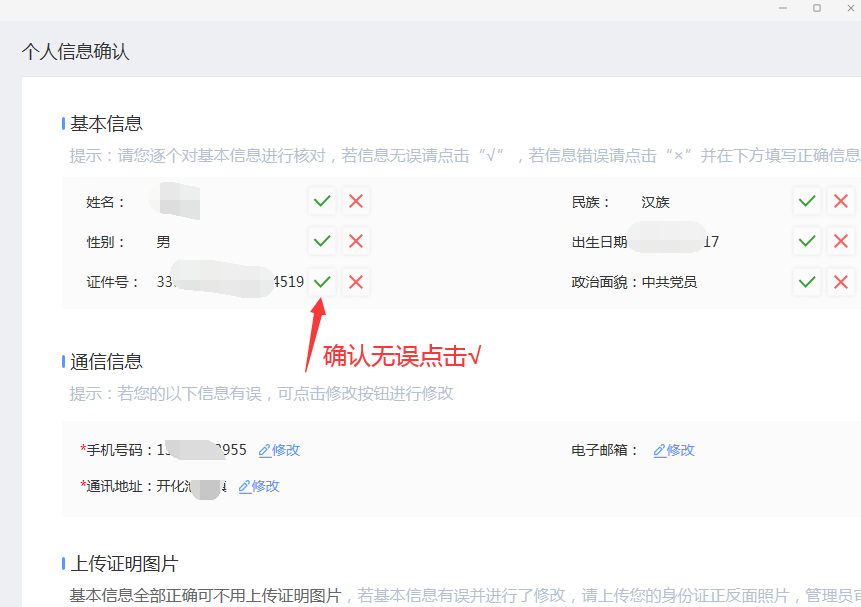 个人信息确认
基本信息
提示：请您逐个对基本信息进行核对，若信息无误请点击“√”，若信息错误请点击“×”并在下方填写正确信息
姓名： 民族： 汉族
性别： 男 出生日期 17
证件号： 33 4519 政治面貌：中共党员
确认无误点击√
通信信息
提示：若您的以下信息有误，可点击修改按钮进行修改
*手机号码：1 955 修改 电子邮箱： 修改
*通讯地址：开化 修改
上传证明图片
基本信息全部正确可不用上传证明图片，若基本信息有误并进行了修改，请上传您的身份证正反面照片，管理员